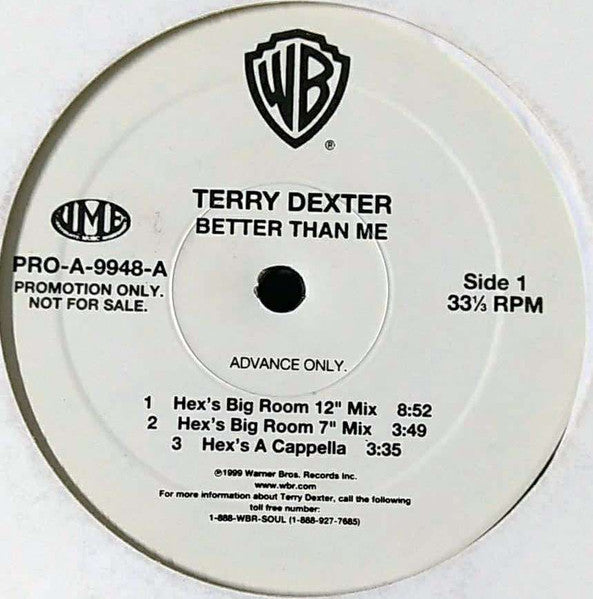 WB
®
TERRY DEXTER
BETTER THAN ME
PRO-A-9948-A
PROMOTION ONLY.
NOT FOR SALE.
Side 1
33⅓ RPM
ADVANCE ONLY.
1 Hex's Big Room 12" Mix 8:52
2 Hex's Big Room 7" Mix 3:49
3 Hex's A Cappella 3:35
℗1999 Warner Bros. Records Inc.
www.wbr.com
For more information about Terry Dexter, call the following
toll free number:
1-888-WBR-SOUL (1-888-927-7685)